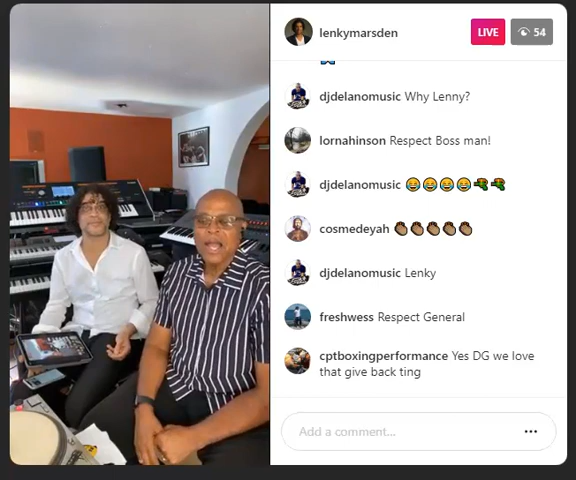 lenkymarsden
LIVE
54
djdelanomusic Why Lenny?
lornahinson Respect Boss man!
djdelanomusic 😂😂😂😂🔫🔫
cosmedeyah 👏🏽👏🏽👏🏽👏🏽👏🏽
djdelanomusic Lenky
freshwess Respect General
cptboxingperformance Yes DG we love
that give back ting
Add a comment...